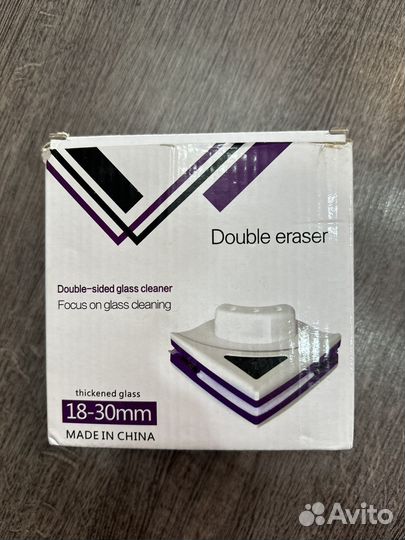 Double eraser
Double-sided glass cleaner
Focus on glass cleaning
thickened glass
18-30mm
MADE IN CHINA
Avito